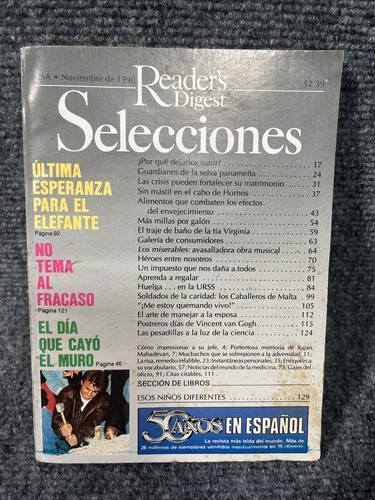 USA • Noviembre de 1990
Reader's Digest
$2.39
Selecciones
ÚLTIMA
ESPERANZA
PARA EL
ELEFANTE
Página 92
NO
TEMA
AL
FRACASO
Página 121
EL DÍA
QUE CAYÓ
EL MURO Página 46
¿Por qué dejarlos sufrir? 17
Guardianes de la selva panameña 24
Las crisis pueden fortalecer su matrimonio 31
Sin mástil en el cabo de Hornos 37
Alimentos que combaten los efectos
del envejecimiento 43
Más millas por galón 54
El traje de baño de la tía Virginia 59
Galería de consumidores 63
Los miserables: avasalladora obra musical 64
Héroes entre nosotros 70
Un impuesto que nos daña a todos 75
Aprenda a regalar 81
Huelga . . . en la URSS 84
Soldados de la caridad: los Caballeros de Malta 99
"¡Me estoy quemando vivo!" 105
El arte de manejar a la esposa 112
Postreros días de Vincent van Gogh 115
Las pesadillas a la luz de la ciencia 124
Cómo impresionar a su jefe, 4; Portentosa memoria de Rajan
Mahadevan, 7; Muchachos que se sobreponen a la adversidad, 11;
La risa, remedio infalible, 23; Instantáneas personales, 35; Enriquezca
su vocabulario, 57; Noticias del mundo de la medicina, 73; Gajes del
oficio, 91; Citas citables, 111
SECCIÓN DE LIBROS
ESOS NIÑOS DIFERENTES 129
50 AÑOS EN ESPAÑOL
La revista más leída del mundo. Más de
28 millones de ejemplares vendidos mensualmente en 15 idiomas